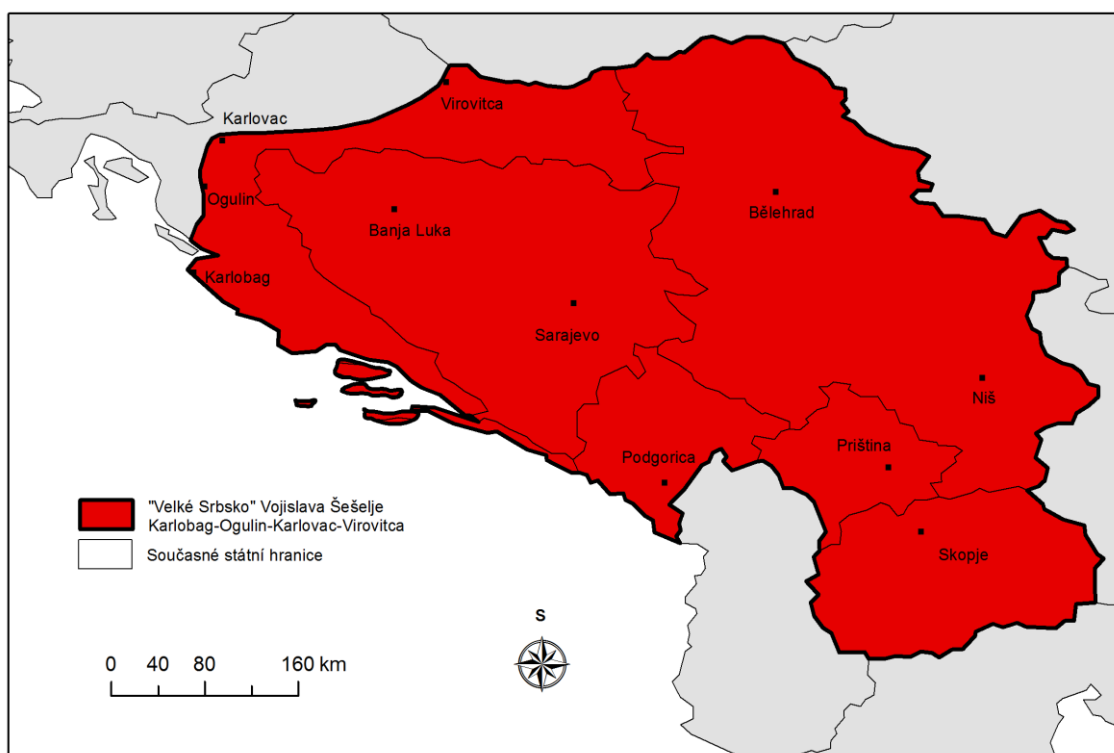 Virovitca
Karlovac
Ogulin
Banja Luka
Bělehrad
Karlobag
Sarajevo
Niš
Podgorica
Priština
"Velké Srbsko" Vojislava Šešelje
Karlobag-Ogulin-Karlovac-Virovitca
Současné státní hranice
Skopje
S
0 40 80 160 km